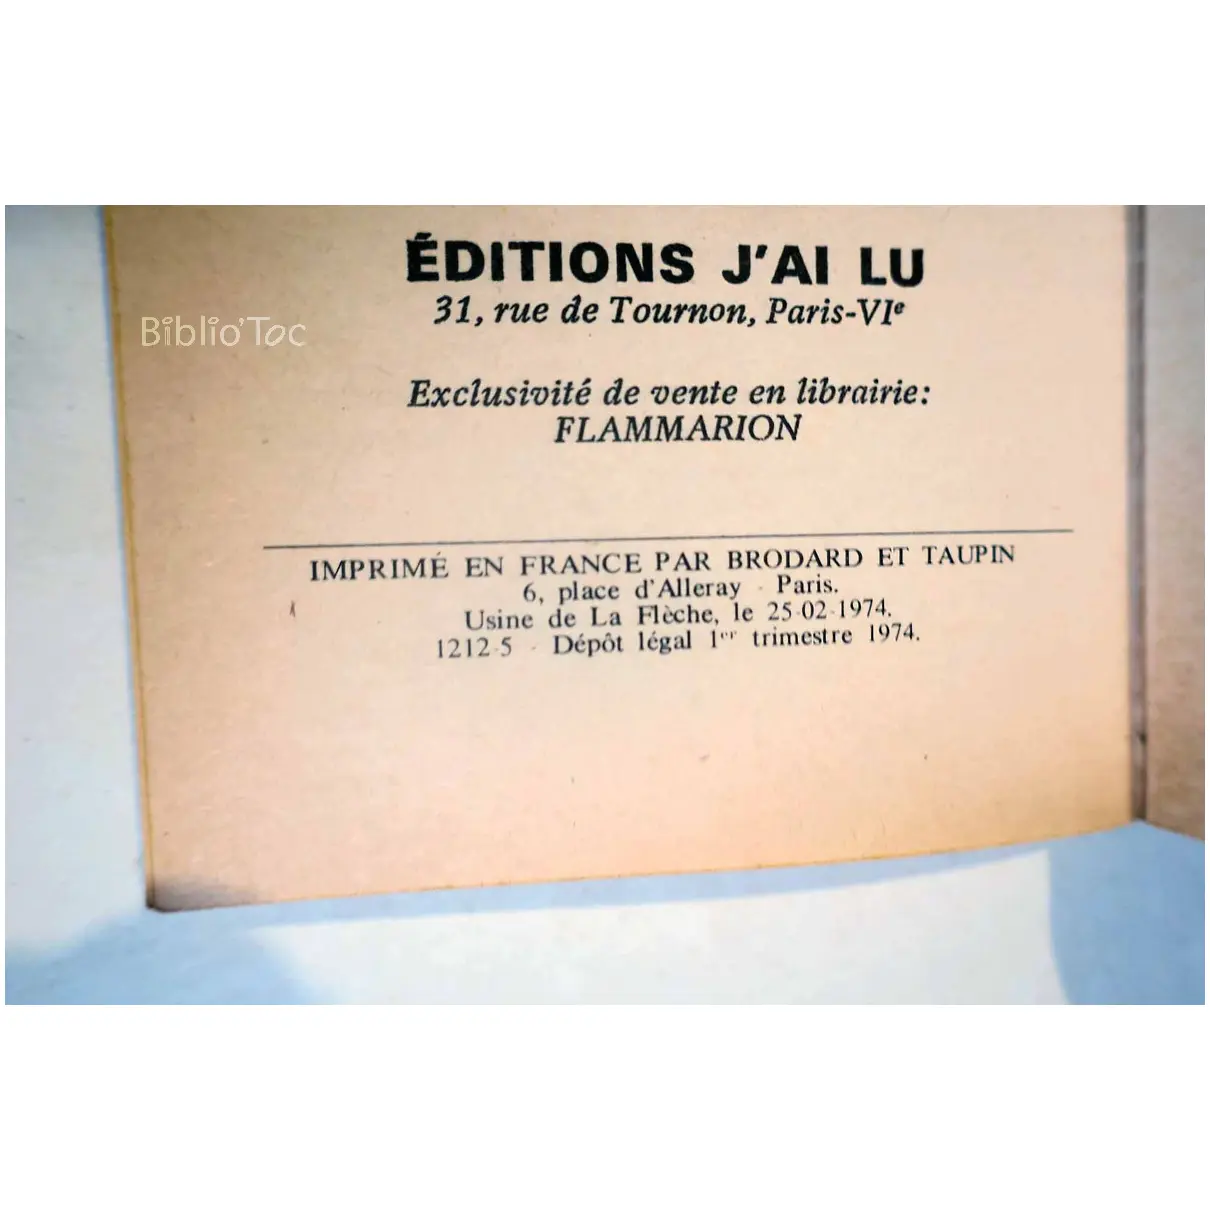 ÉDITIONS J'AI LU
31, rue de Tournon, Paris-VIe
Biblio'Toc
Exclusivité de vente en librairie:
FLAMMARION
IMPRIMÉ EN FRANCE PAR BRODARD ET TAUPIN
6, place d'Alleray - Paris.
Usine de La Flèche, le 25-02-1974.
1212-5 - Dépôt légal 1er trimestre 1974.